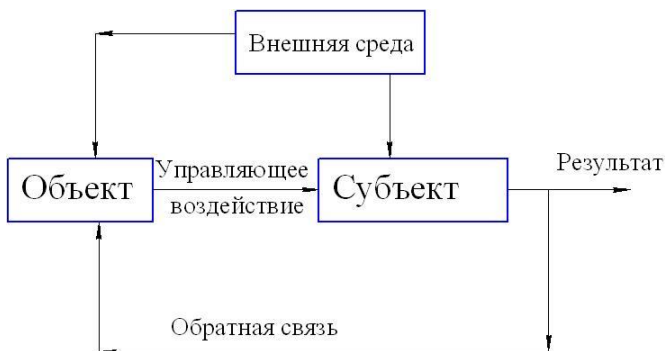 Внешняя среда
Объект
Управляющее
воздействие
Субъект
Результат
Обратная связь